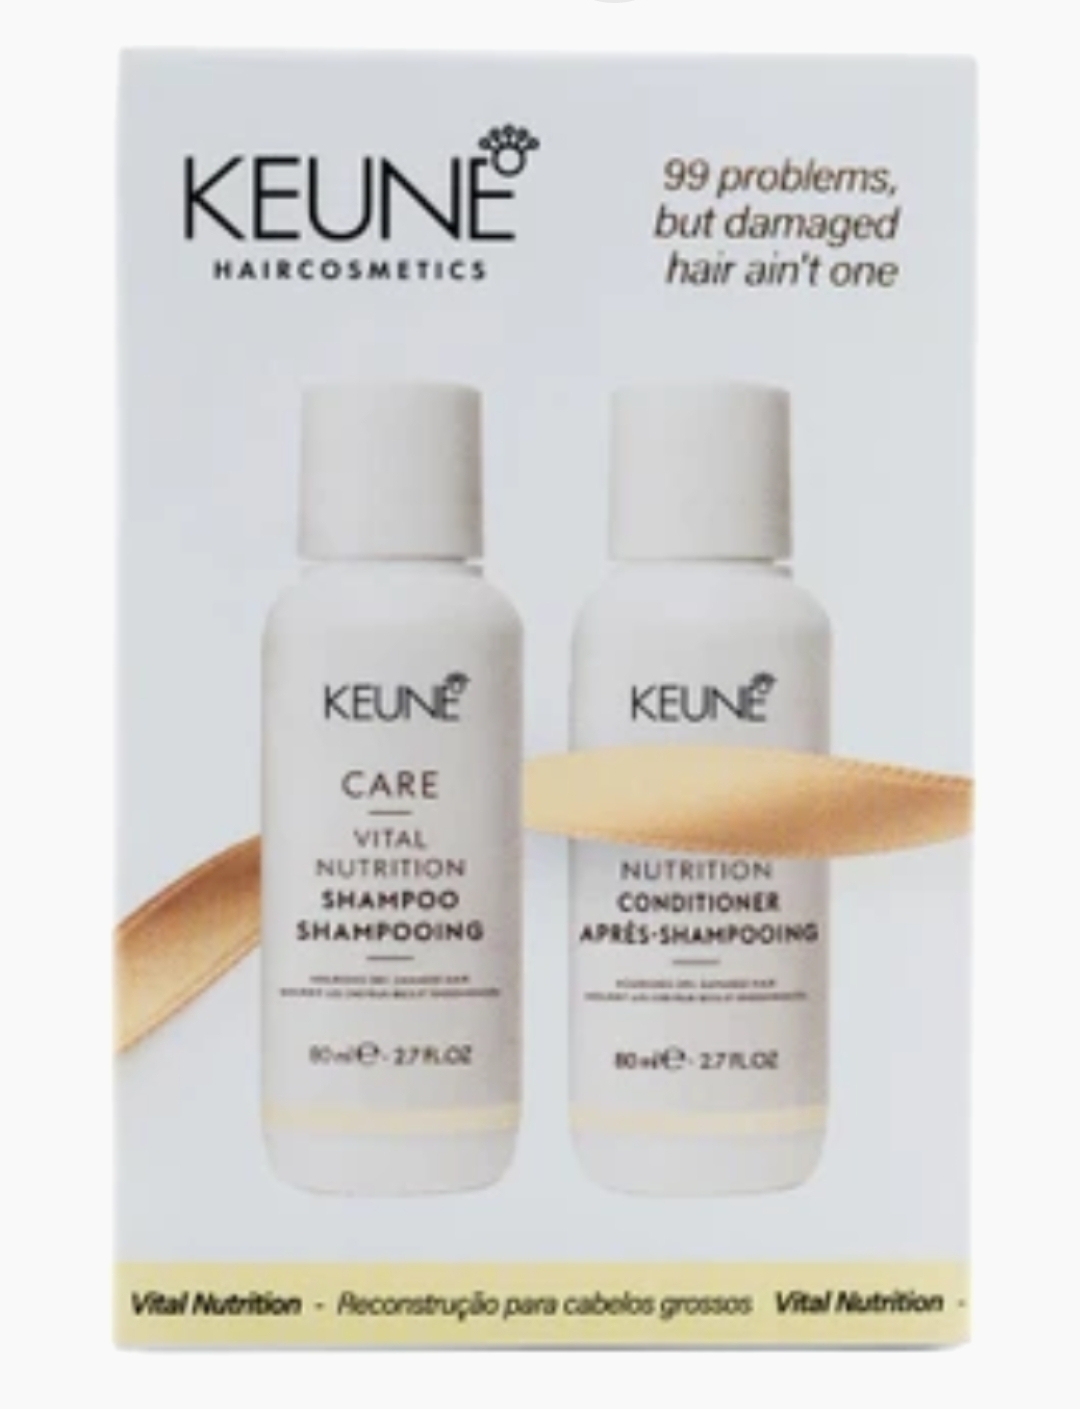 KEUNE
HAIRCOSMETICS
99 problems,
but damaged
hair ain't one
KEUNE
CARE
VITAL
NUTRITION
SHAMPOO
SHAMPOOING
80 ml e - 2.7 FL.OZ
KEUNE
NUTRITION
CONDITIONER
APRÈS-SHAMPOOING
80 ml e - 2.7 FL.OZ
Vital Nutrition - Reconstrução para cabelos grossos Vital Nutrition -